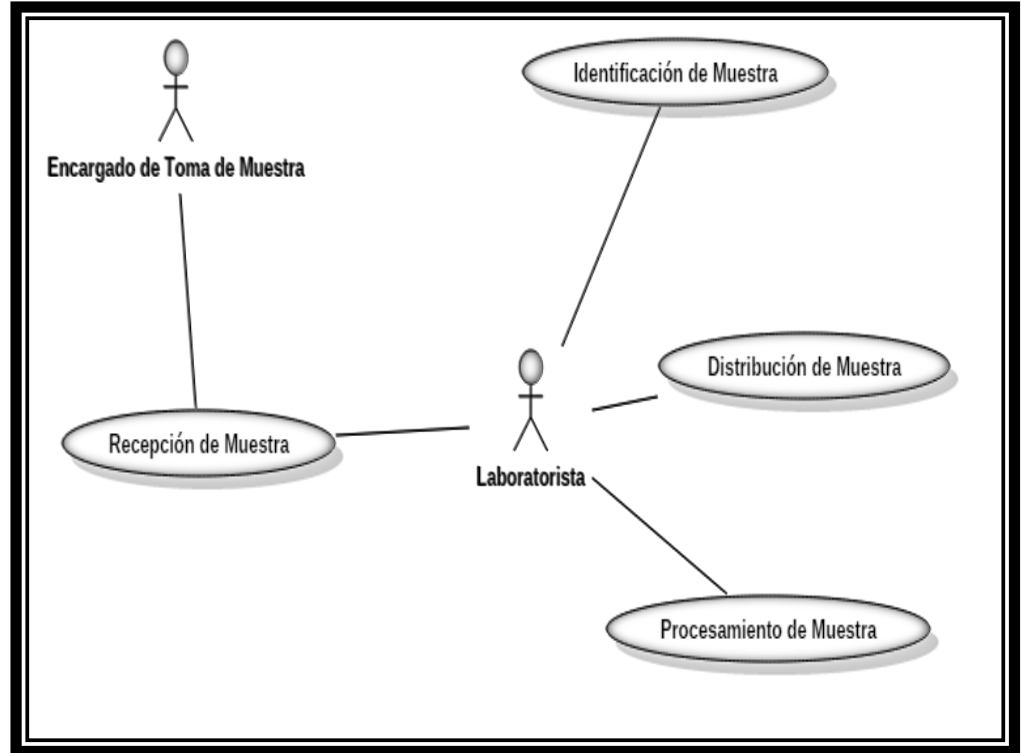 Identificación de Muestra
Encargado de Toma de Muestra
Distribución de Muestra
Recepción de Muestra
Laboratorista
Procesamiento de Muestra